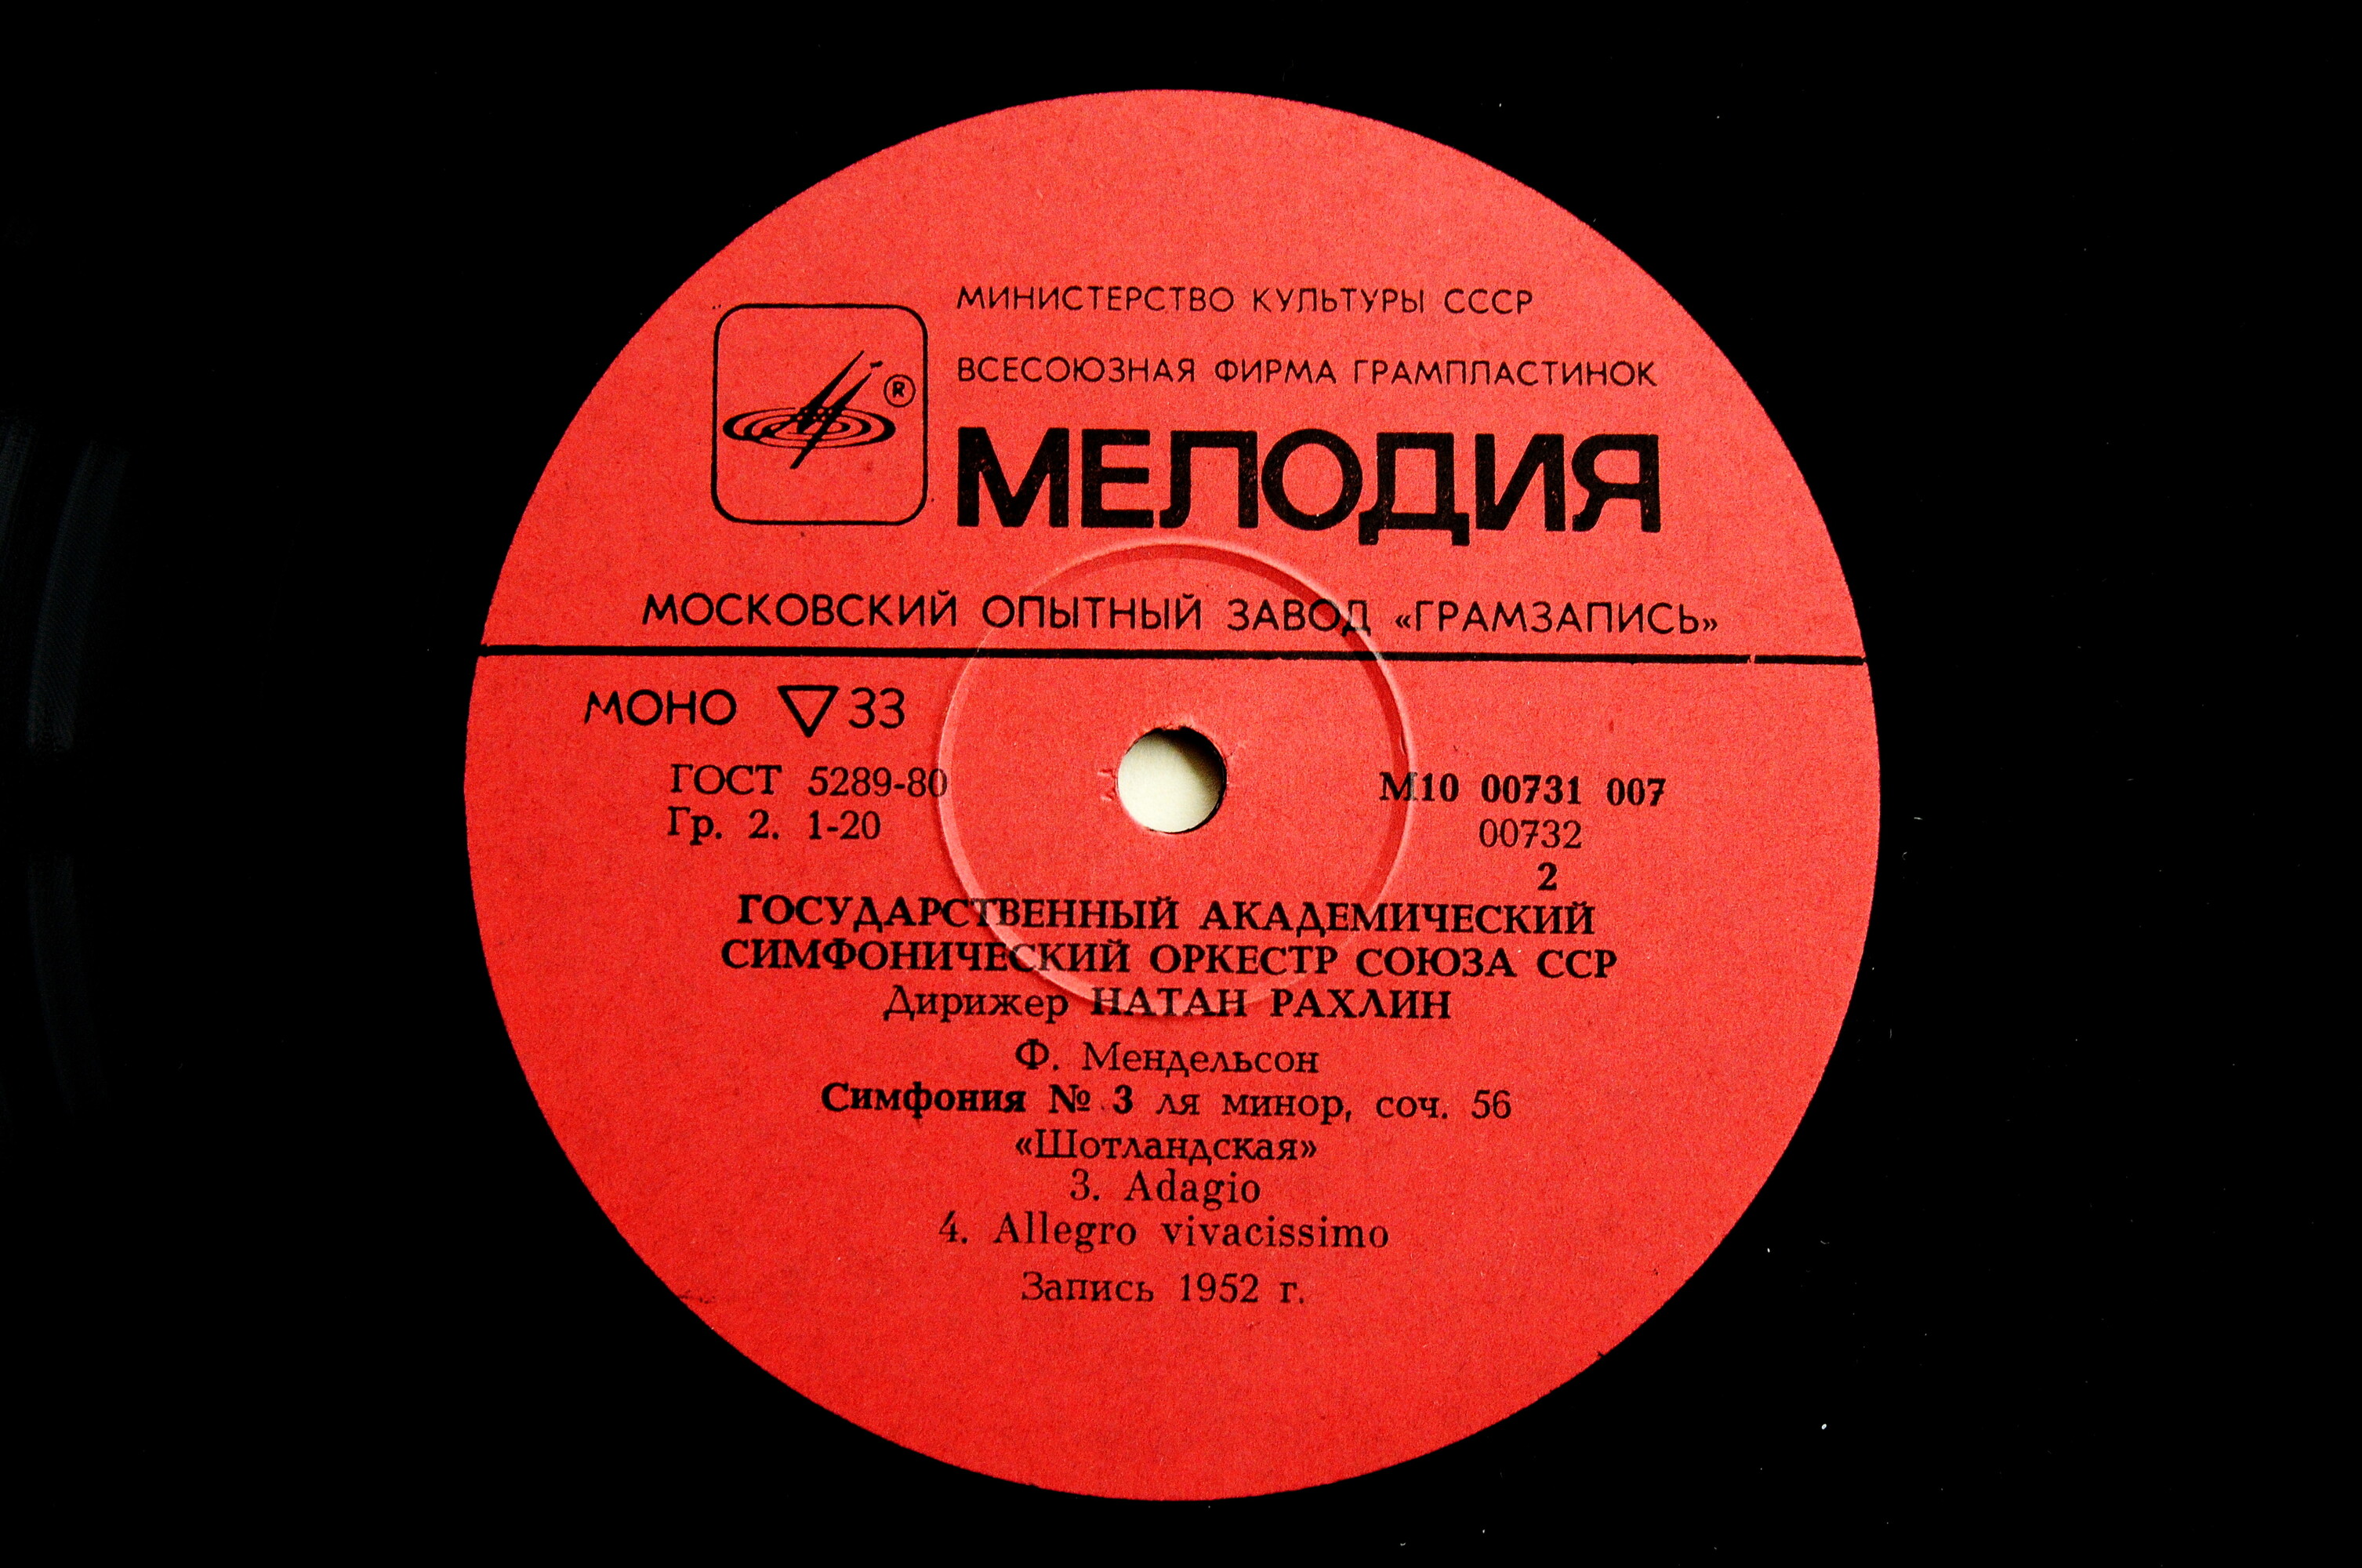 МИНИСТЕРСТВО КУЛЬТУРЫ СССР
ВСЕСОЮЗНАЯ ФИРМА ГРАМПЛАСТИНОК
®
МЕЛОДИЯ
МОСКОВСКИЙ ОПЫТНЫЙ ЗАВОД «ГРАМЗАПИСЬ»
МОНО ▽33
ГОСТ 5289-80
Гр. 2. 1-20
М10 00731 007
00732
2
ГОСУДАРСТВЕННЫЙ АКАДЕМИЧЕСКИЙ
СИМФОНИЧЕСКИЙ ОРКЕСТР СОЮЗА ССР
Дирижер НАТАН РАХЛИН
Ф. Мендельсон
Симфония № 3 ля минор, соч. 56
«Шотландская»
3. Adagio
4. Allegro vivacissimo
Запись 1952 г.